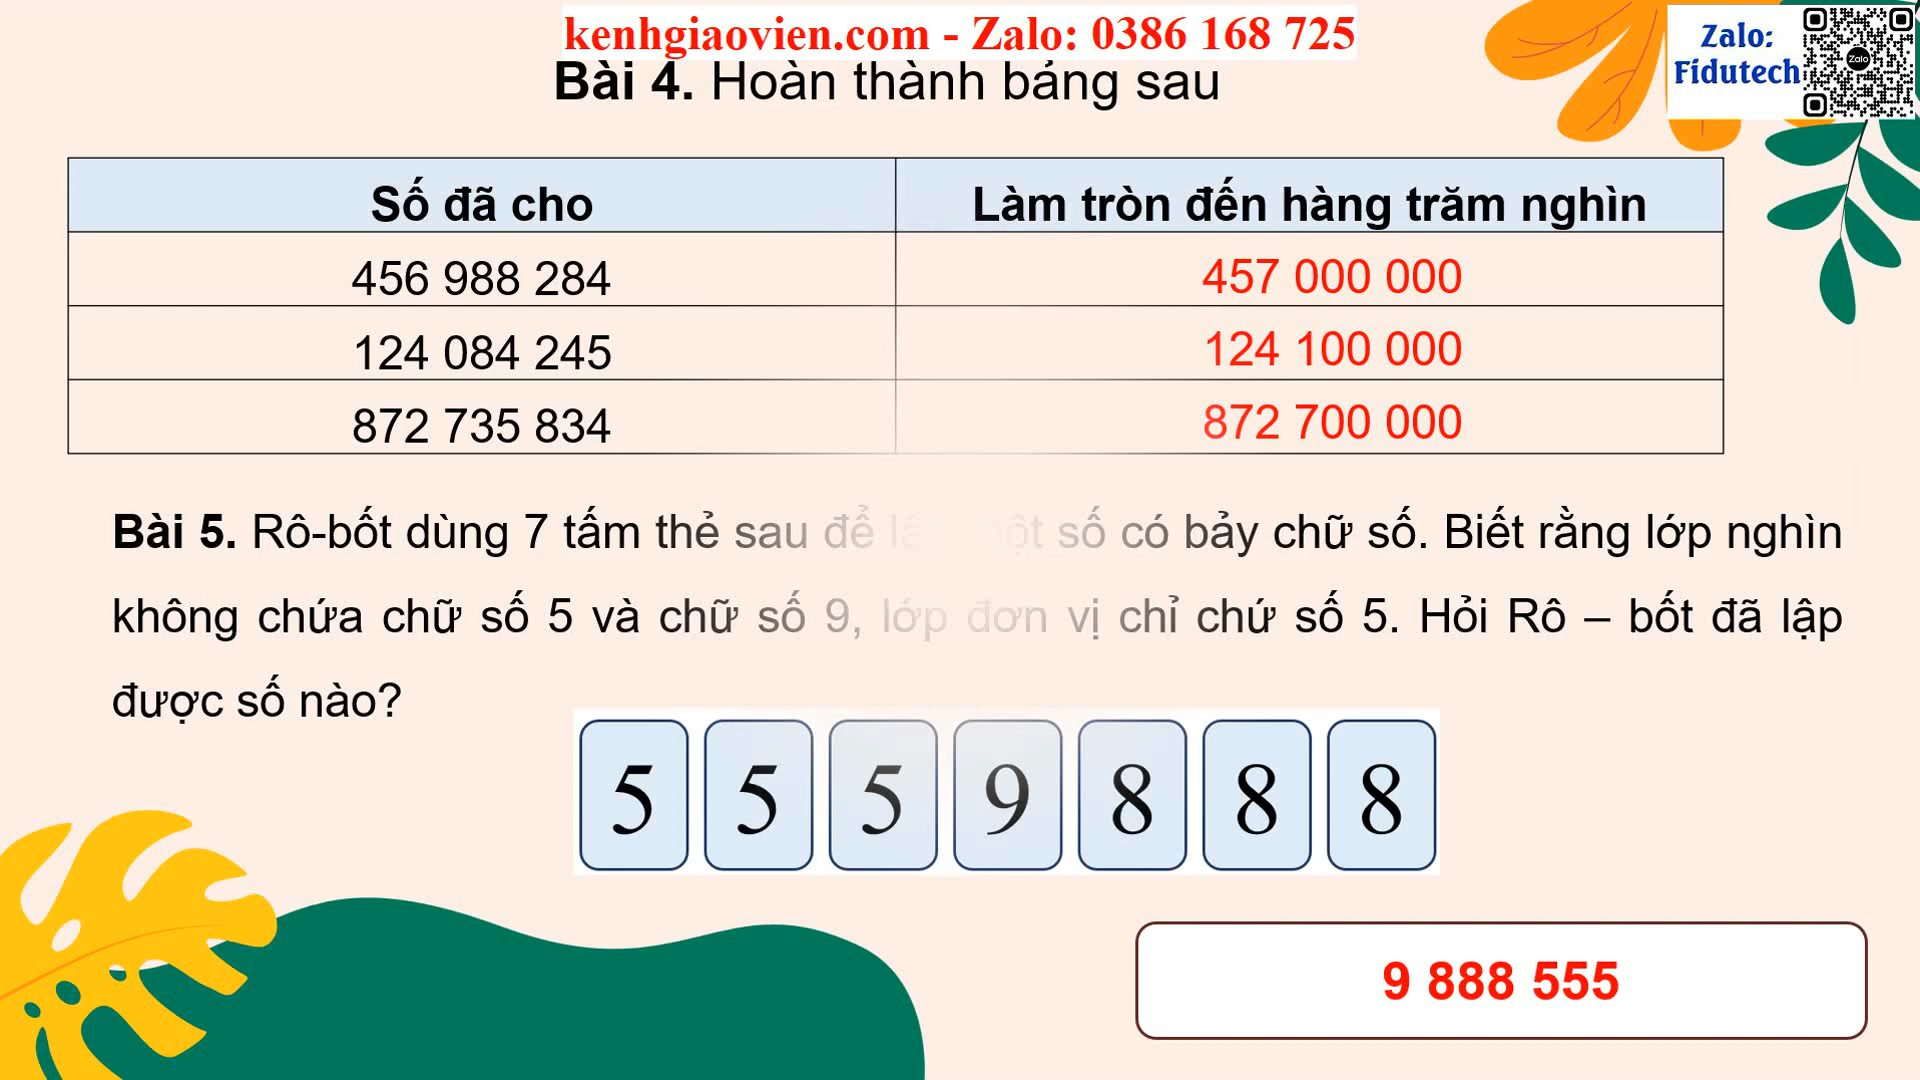 kenhgiaovien.com - Zalo: 0386 168 725
Zalo:
Fidutech
Zalo
Bài 4. Hoàn thành bảng sau
Số đã cho Làm tròn đến hàng trăm nghìn
456 988 284 457 000 000
124 084 245 124 100 000
872 735 834 872 700 000
Bài 5. Rô-bốt dùng 7 tấm thẻ sau để số có bảy chữ số. Biết rằng lớp nghìn
không chứa chữ số 5 và chữ số 9, lớp đơn vị chỉ chứ số 5. Hỏi Rô – bốt đã lập
được số nào?
5 5 5 9 8 8 8
9 888 555